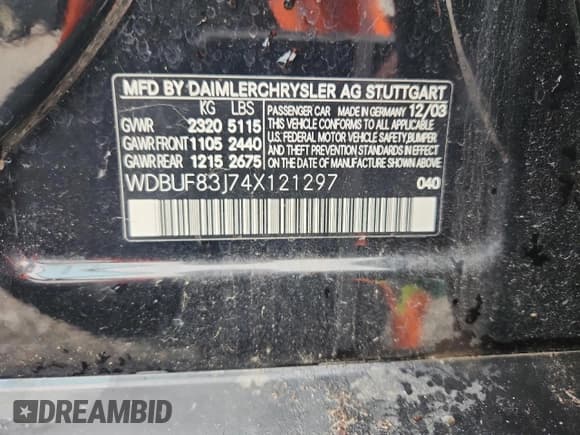 MFD BY DAIMLERCHRYSLER AG STUTTGART
KG LBS
GVWR 2320 5115
GAWR FRONT 1105 2440
GAWR REAR 1215 2675
PASSENGER CAR MADE IN GERMANY 12/03
THIS VEHICLE CONFORMS TO ALL APPLICABLE
U.S. FEDERAL MOTOR VEHICLE SAFETY, BUMPER,
AND THEFT PREVENTION STANDARDS IN EFFECT
ON THE DATE OF MANUFACTURE SHOWN ABOVE
WDBUF83J74X121297 040
DREAMBID